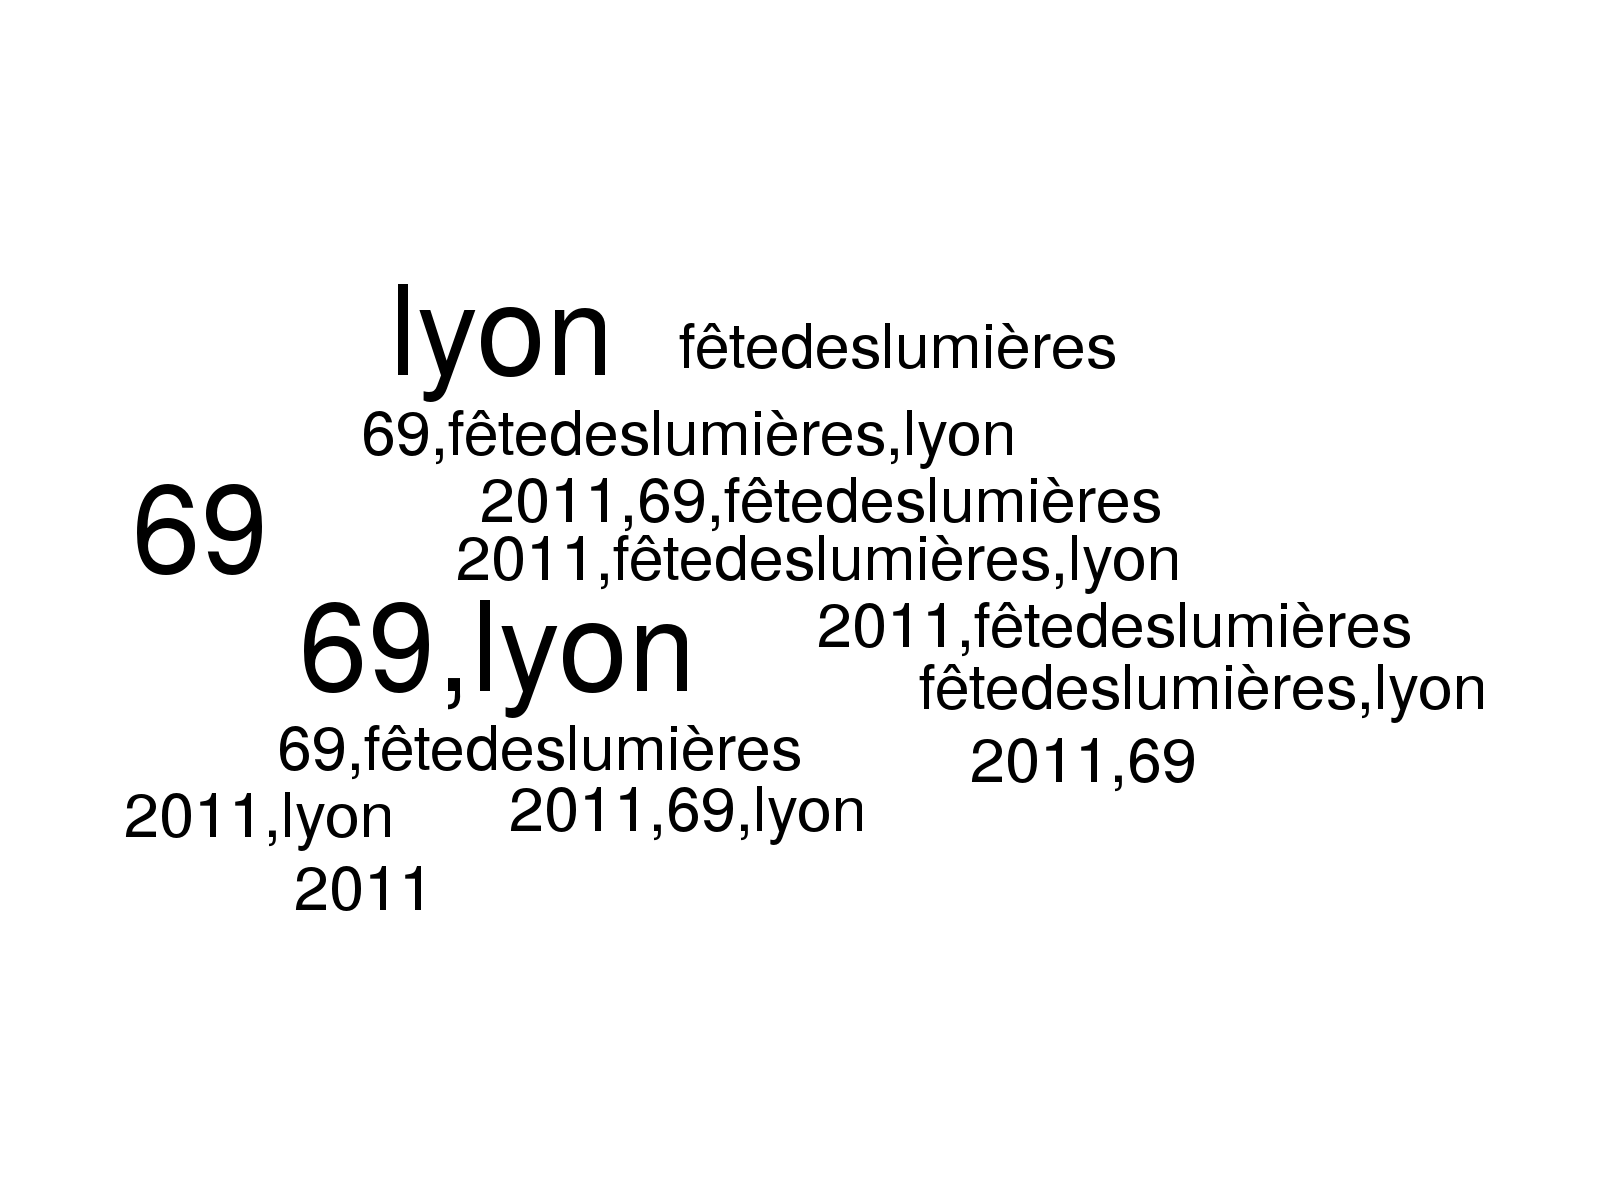 lyon
fêtedeslumières
69,fêtedeslumières,lyon
69
2011,69,fêtedeslumières
2011,fêtedeslumières,lyon
69,lyon
2011,fêtedeslumières
fêtedeslumières,lyon
69,fêtedeslumières
2011,69
2011,lyon
2011,69,lyon
2011